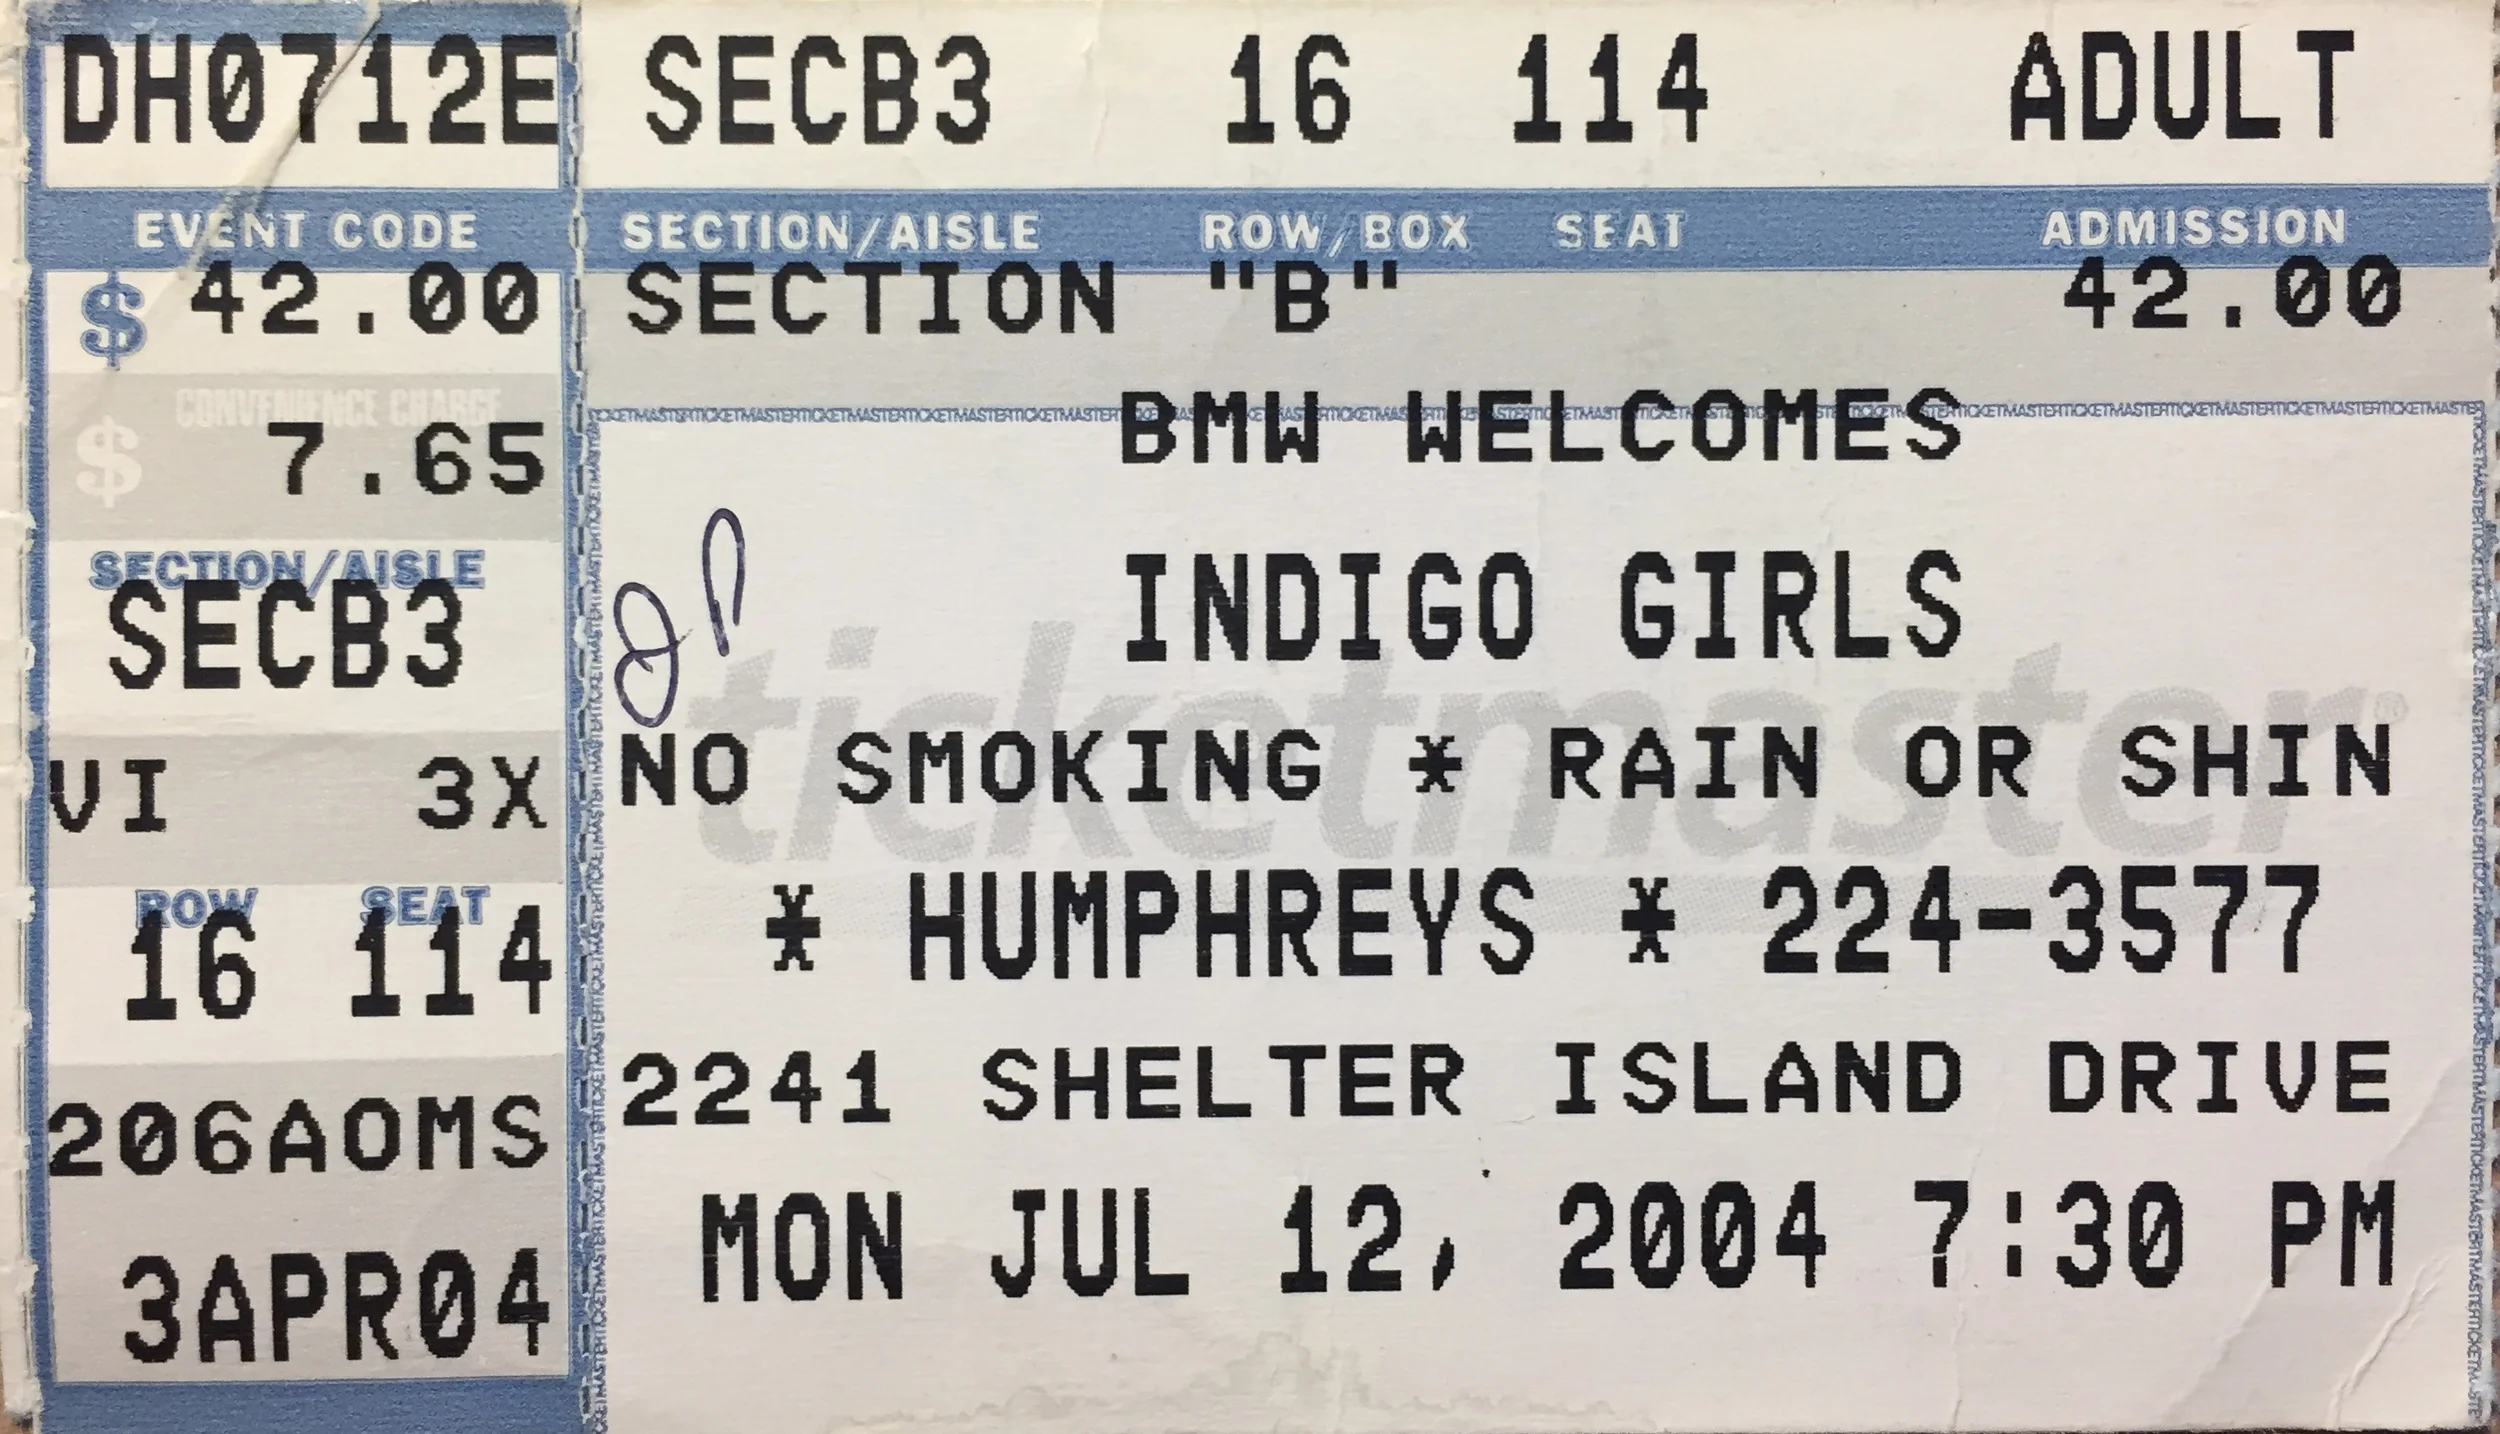 DH0712E SECB3 16 114 ADULT
EVENT CODE SECTION/AISLE ROW/BOX SEAT ADMISSION
$ 42.00 SECTION "B" 42.00
CONVENIENCE CHARGE
$ 7.65
BMW WELCOMES
SECTION/AISLE
SECB3
INDIGO GIRLS
ticketmaster®
VI 3X
NO SMOKING * RAIN OR SHIN
ROW SEAT
16 114
* HUMPHREYS * 224-3577
206AOMS
2241 SHELTER ISLAND DRIVE
3APR04
MON JUL 12, 2004 7:30 PM